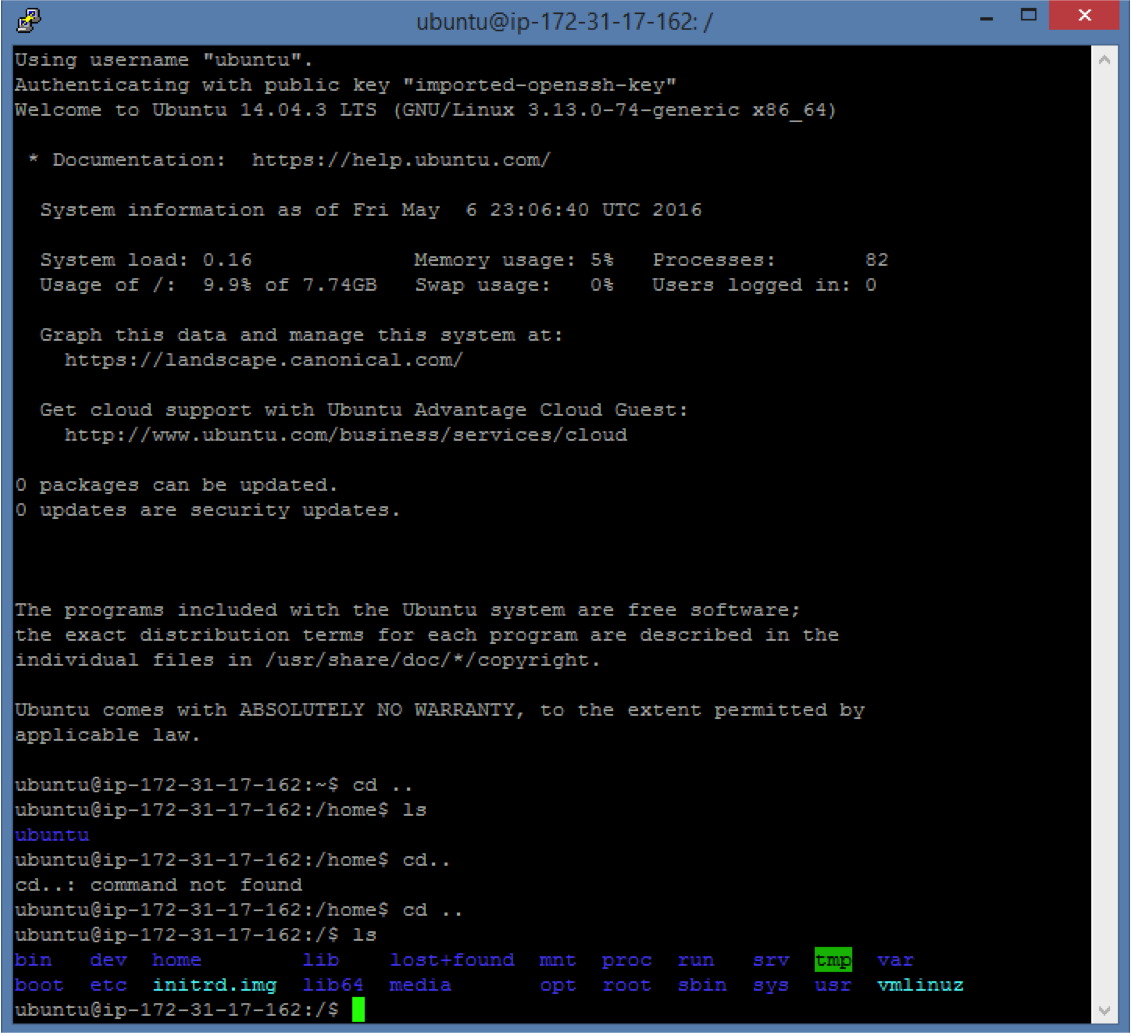 ubuntu@ip-172-31-17-162: /
Using username "ubuntu".
Authenticating with public key "imported-openssh-key"
Welcome to Ubuntu 14.04.3 LTS (GNU/Linux 3.13.0-74-generic x86_64)
* Documentation:  https://help.ubuntu.com/
System information as of Fri May  6 23:06:40 UTC 2016
System load: 0.16             Memory usage: 5%   Processes:       82
Usage of /:  9.9% of 7.74GB   Swap usage:   0%   Users logged in: 0
Graph this data and manage this system at:
https://landscape.canonical.com/
Get cloud support with Ubuntu Advantage Cloud Guest:
http://www.ubuntu.com/business/services/cloud
0 packages can be updated.
0 updates are security updates.
The programs included with the Ubuntu system are free software;
the exact distribution terms for each program are described in the
individual files in /usr/share/doc/*/copyright.
Ubuntu comes with ABSOLUTELY NO WARRANTY, to the extent permitted by
applicable law.
ubuntu@ip-172-31-17-162:~$ cd ..
ubuntu@ip-172-31-17-162:/home$ ls
ubuntu
ubuntu@ip-172-31-17-162:/home$ cd..
cd..: command not found
ubuntu@ip-172-31-17-162:/home$ cd ..
ubuntu@ip-172-31-17-162:/$ ls
bin   dev  home        lib    lost+found  mnt  proc  run   srv  tmp  var
boot  etc  initrd.img  lib64  media       opt  root  sbin  sys  usr  vmlinuz
ubuntu@ip-172-31-17-162:/$